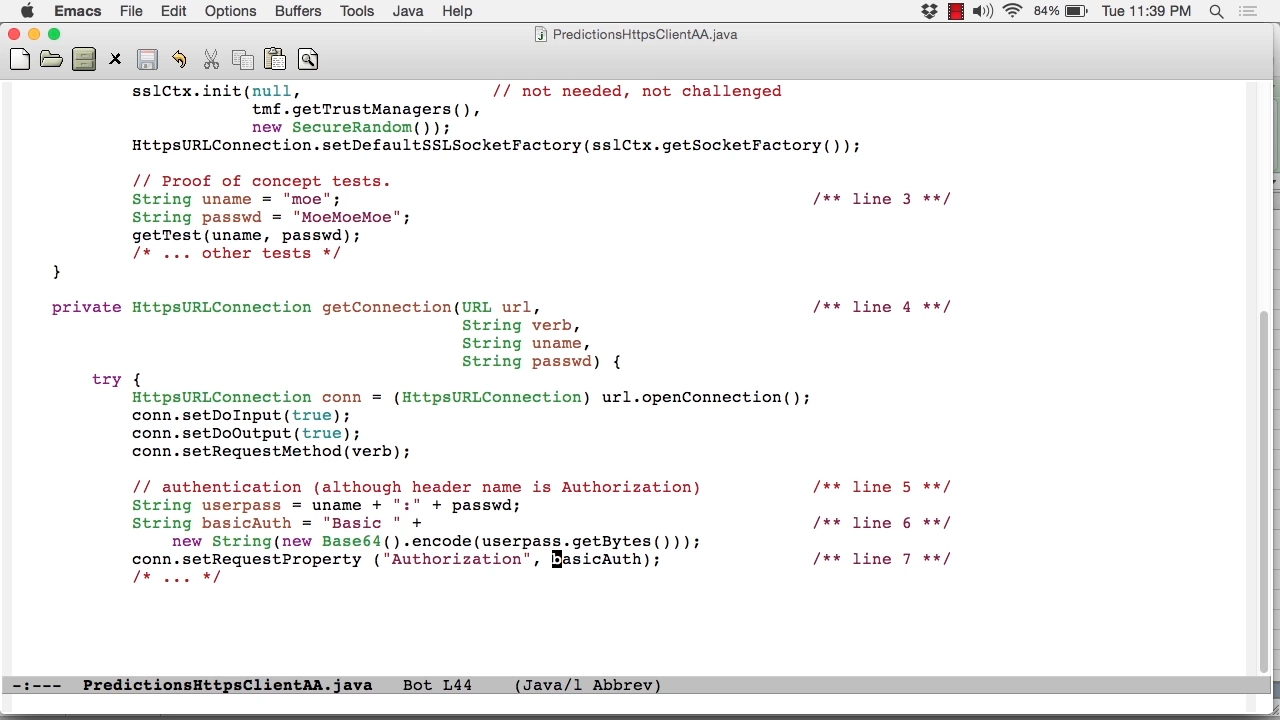 Emacs File Edit Options Buffers Tools Java Help 84% Tue 11:39 PM
PredictionsHttpsClientAA.java
sslCtx.init(null, // not needed, not challenged
tmf.getTrustManagers(),
new SecureRandom());
HttpsURLConnection.setDefaultSSLSocketFactory(sslCtx.getSocketFactory());
// Proof of concept tests.
String uname = "moe"; /** line 3 **/
String passwd = "MoeMoeMoe";
getTest(uname, passwd);
/* ... other tests */
}
private HttpsURLConnection getConnection(URL url, /** line 4 **/
String verb,
String uname,
String passwd) {
try {
HttpsURLConnection conn = (HttpsURLConnection) url.openConnection();
conn.setDoInput(true);
conn.setDoOutput(true);
conn.setRequestMethod(verb);
// authentication (although header name is Authorization) /** line 5 **/
String userpass = uname + ":" + passwd;
String basicAuth = "Basic " + /** line 6 **/
new String(new Base64().encode(userpass.getBytes()));
conn.setRequestProperty ("Authorization", basicAuth); /** line 7 **/
/* ... */
-:--- PredictionsHttpsClientAA.java Bot L44 (Java/l Abbrev)